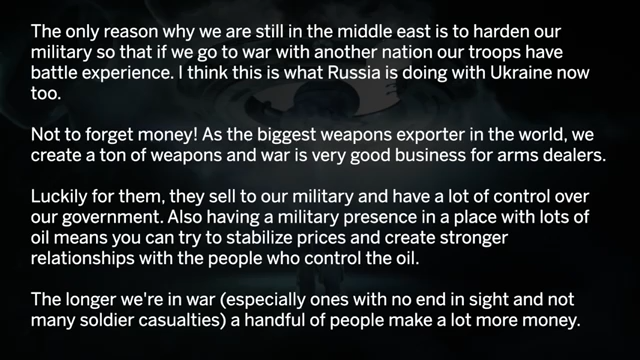 The only reason why we are still in the middle east is to harden our
military so that if we go to war with another nation our troops have
battle experience. I think this is what Russia is doing with Ukraine now
too.
Not to forget money! As the biggest weapons exporter in the world, we
create a ton of weapons and war is very good business for arms dealers.
Luckily for them, they sell to our military and have a lot of control over
our government. Also having a military presence in a place with lots of
oil means you can try to stabilize prices and create stronger
relationships with the people who control the oil.
The longer we're in war (especially ones with no end in sight and not
many soldier casualties) a handful of people make a lot more money.